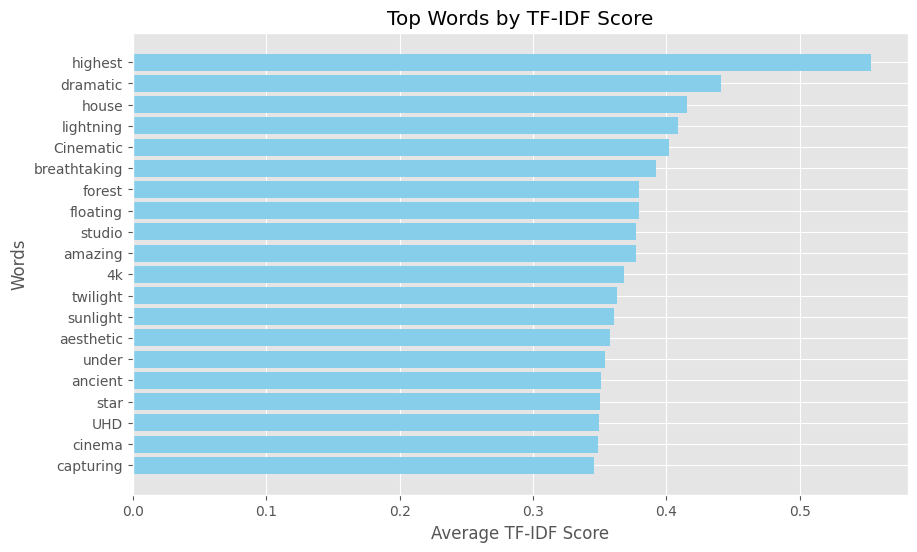 Top Words by TF-IDF Score
Words
highest
dramatic
house
lightning
Cinematic
breathtaking
forest
floating
studio
amazing
4k
twilight
sunlight
aesthetic
under
ancient
star
UHD
cinema
capturing
0.0 0.1 0.2 0.3 0.4 0.5
Average TF-IDF Score